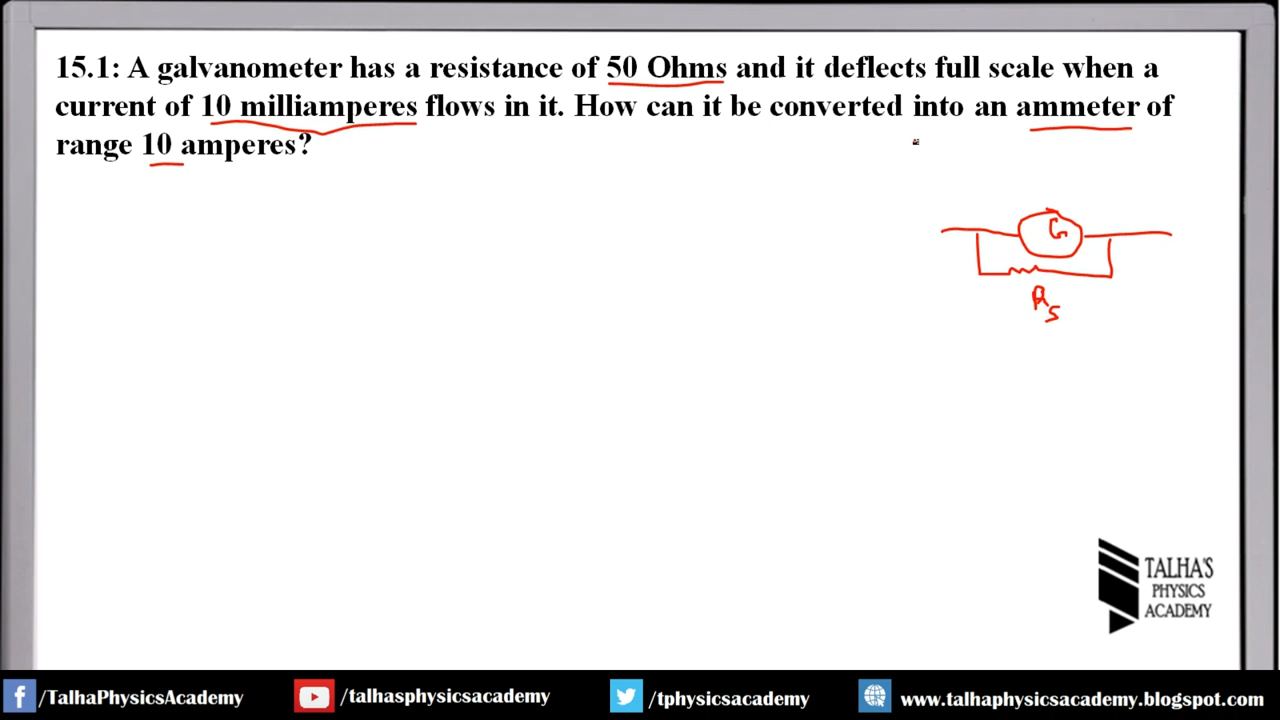 15.1: A galvanometer has a resistance of 50 Ohms and it deflects full scale when a
current of 10 milliamperes flows in it. How can it be converted into an ammeter of
range 10 amperes?
G
Rs
TALHA'S
PHYSICS
ACADEMY
/TalhaPhysicsAcademy
/talhasphysicsacademy
/tphysicsacademy
www.talhaphysicsacademy.blogspot.com